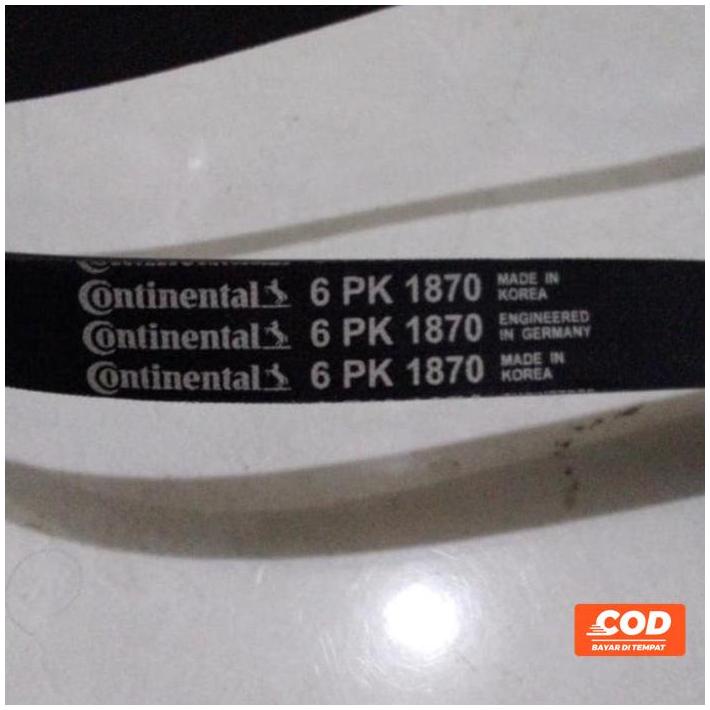 Continental 6 PK 1870 MADE IN KOREA
Continental 6 PK 1870 ENGINEERED IN GERMANY
Continental 6 PK 1870 MADE IN KOREA
COD
BAYAR DI TEMPAT